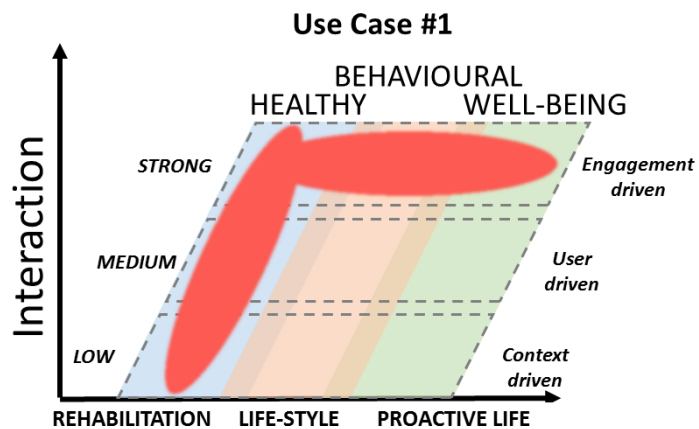 Use Case #1
BEHAVIOURAL
HEALTHY
WELL-BEING
Interaction
STRONG
Engagement
driven
MEDIUM
User
driven
LOW
Context
driven
REHABILITATION
LIFE-STYLE
PROACTIVE LIFE